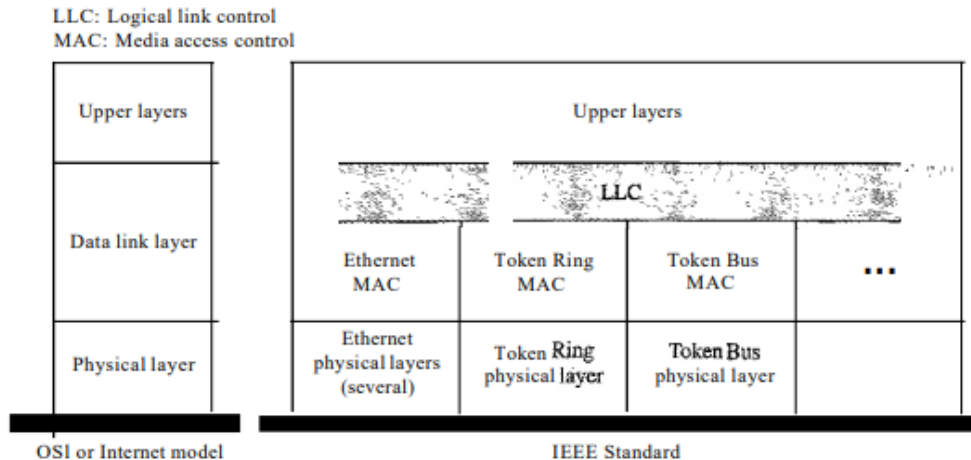 LLC: Logical link control
MAC: Media access control
Upper layers
Data link layer
Physical layer
OSI or Internet model
Upper layers
LLC
Ethernet
MAC
Token Ring
MAC
Token Bus
MAC
...
Ethernet
physical layers
(several)
Token Ring
physical layer
Token Bus
physical layer
IEEE Standard